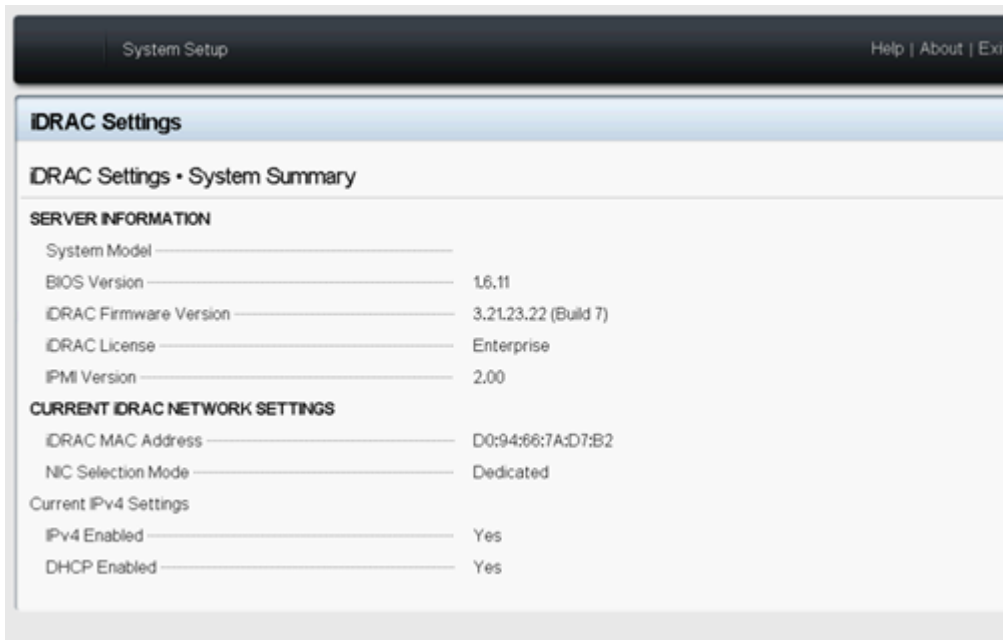 System Setup
Help | About | Exi
iDRAC Settings
iDRAC Settings • System Summary
SERVER INFORMATION
System Model
BIOS Version 1.6.11
iDRAC Firmware Version 3.21.23.22 (Build 7)
iDRAC License Enterprise
IPMI Version 2.00
CURRENT iDRAC NETWORK SETTINGS
iDRAC MAC Address D0:94:66:7A:D7:B2
NIC Selection Mode Dedicated
Current IPv4 Settings
IPv4 Enabled Yes
DHCP Enabled Yes